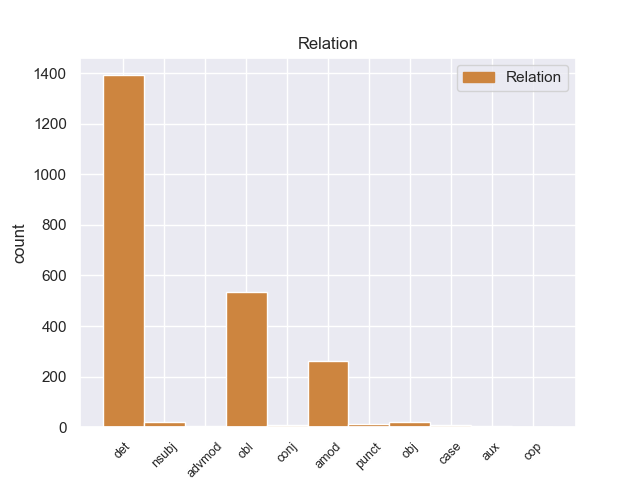 Relation
Relation
1400
1200
1000
800
600
400
200
0
count
det
nsubj
advmod
obl
conj
amod
punct
obj
case
aux
cop